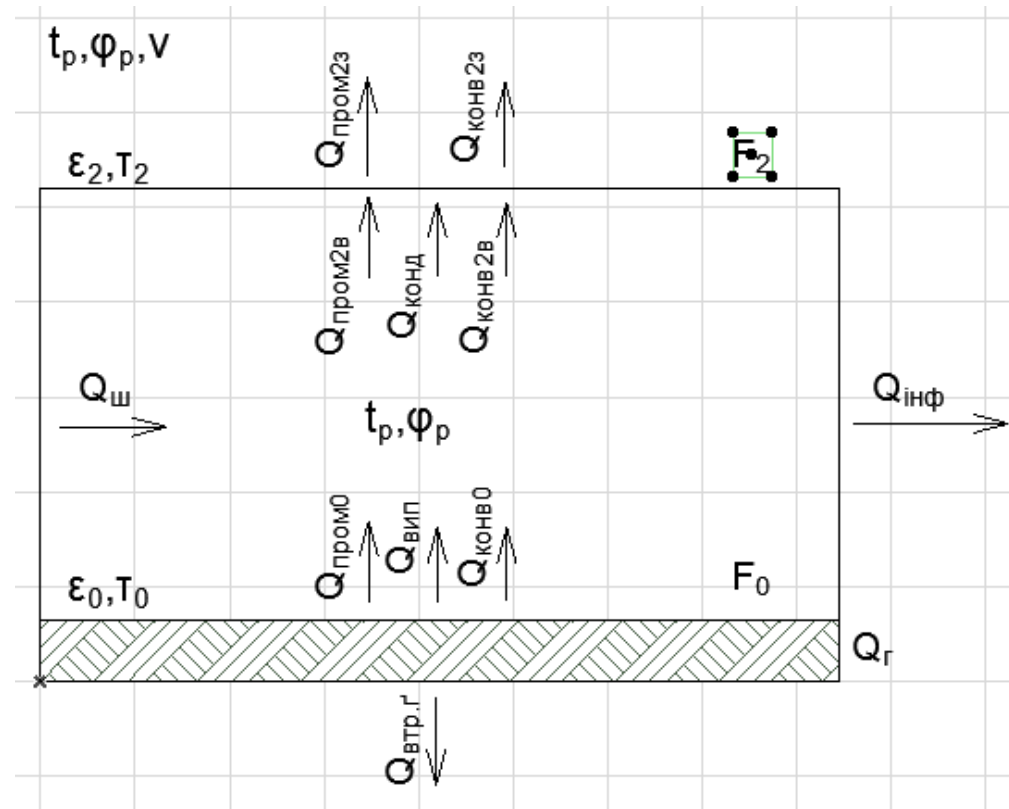 tр,φр,v
Qпром2з
Qконв2з
F2
ε2,τ2
Qпром2в
Qконд
Qконв2в
Qш
Qінф
tр,φр
Qпром0
Qвип
Qконв0
ε0,τ0
F0
Qг
Qвтр.ґ